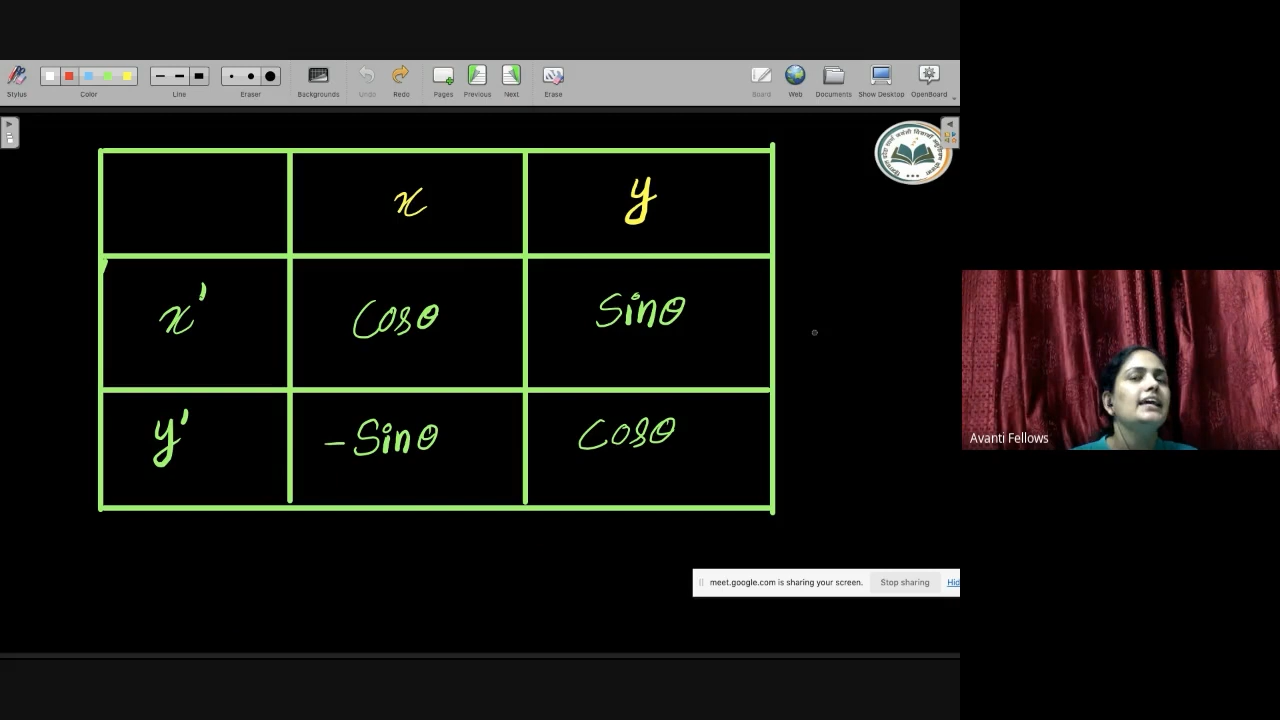 Stylus
Color
Line
Eraser
Backgrounds
Undo
Redo
Pages
Previous
Next
Erase
Board
Web
Documents
Show Desktop
OpenBoard
x y
x' Cosθ Sinθ
y' -Sinθ Cosθ
Avanti Fellows
meet.google.com is sharing your screen. Stop sharing Hid